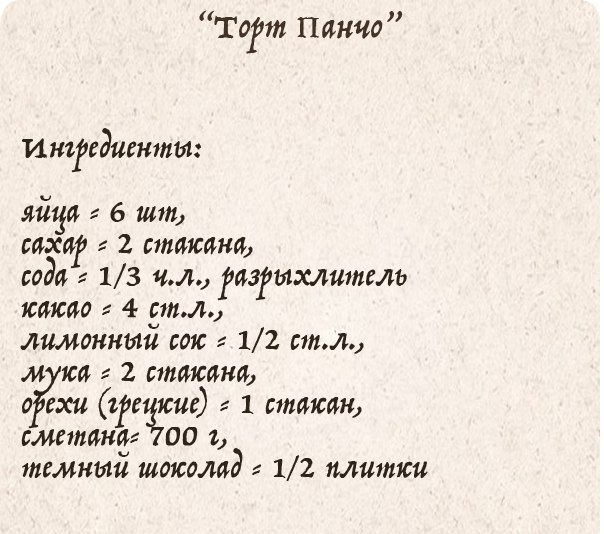 “Торт Панчо”
Ингредиенты:
яйца = 6 шт,
сахар = 2 стакана,
сода = 1/3 ч.л., разрыхлитель
какао = 4 ст.л.,
лимонный сок = 1/2 ст.л.,
мука = 2 стакана,
орехи (грецкие) = 1 стакан,
сметана= 700 г,
темный шоколад = 1/2 плитки